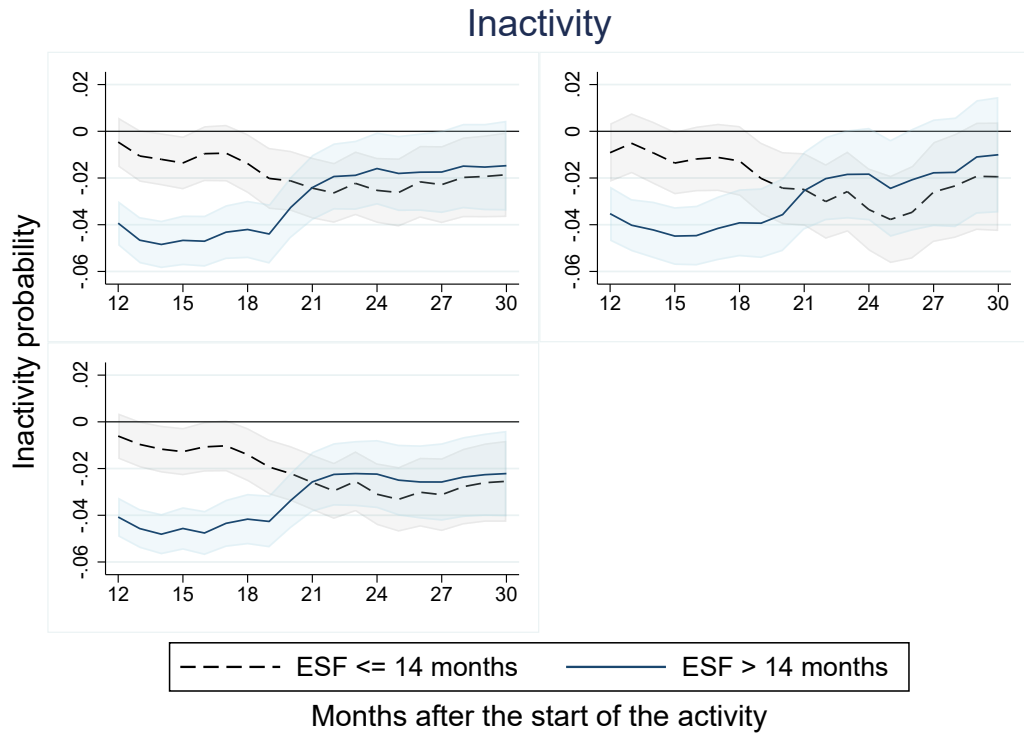 Inactivity
Inactivity probability
.02
0
-.02
-.04
-.06
12 15 18 21 24 27 30
.02
0
-.02
-.04
-.06
12 15 18 21 24 27 30
.02
0
-.02
-.04
-.06
12 15 18 21 24 27 30
ESF <= 14 months ESF > 14 months
Months after the start of the activity